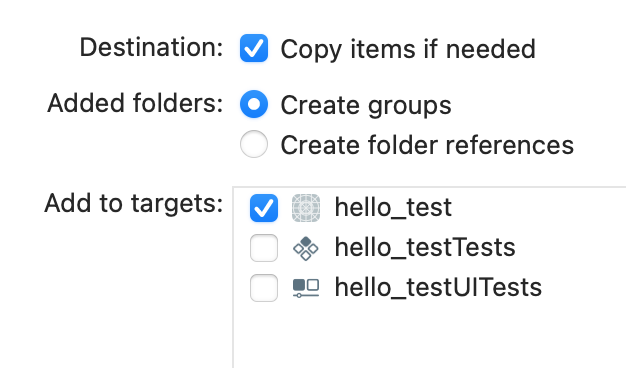 Destination: Copy items if needed
Added folders: Create groups
Create folder references
Add to targets: hello_test
hello_testTests
hello_testUITests